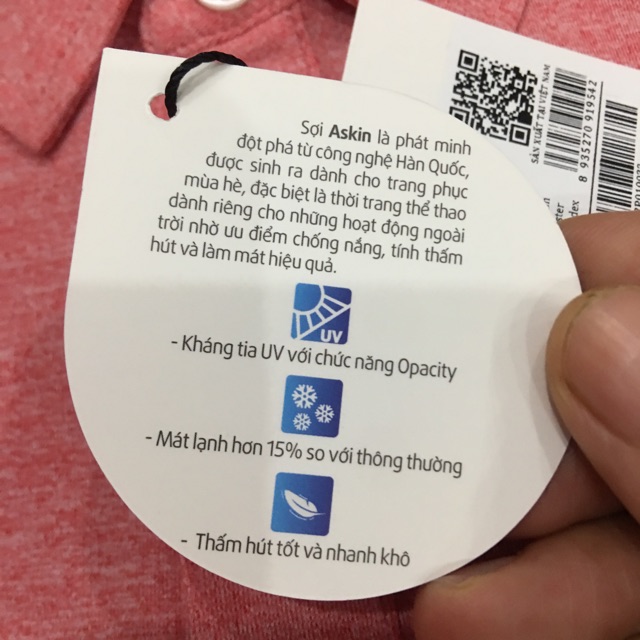 Sợi Askin là phát minh
đột phá từ công nghệ Hàn Quốc,
được sinh ra dành cho trang phục
mùa hè, đặc biệt là thời trang thể thao
dành riêng cho những hoạt động ngoài
trời nhờ ưu điểm chống nắng, tính thấm
hút và làm mát hiệu quả.
UV
- Kháng tia UV với chức năng Opacity
- Mát lạnh hơn 15% so với thông thường
- Thấm hút tốt và nhanh khô
SẢN XUẤT TẠI VIỆT NAM
8 935270 919542